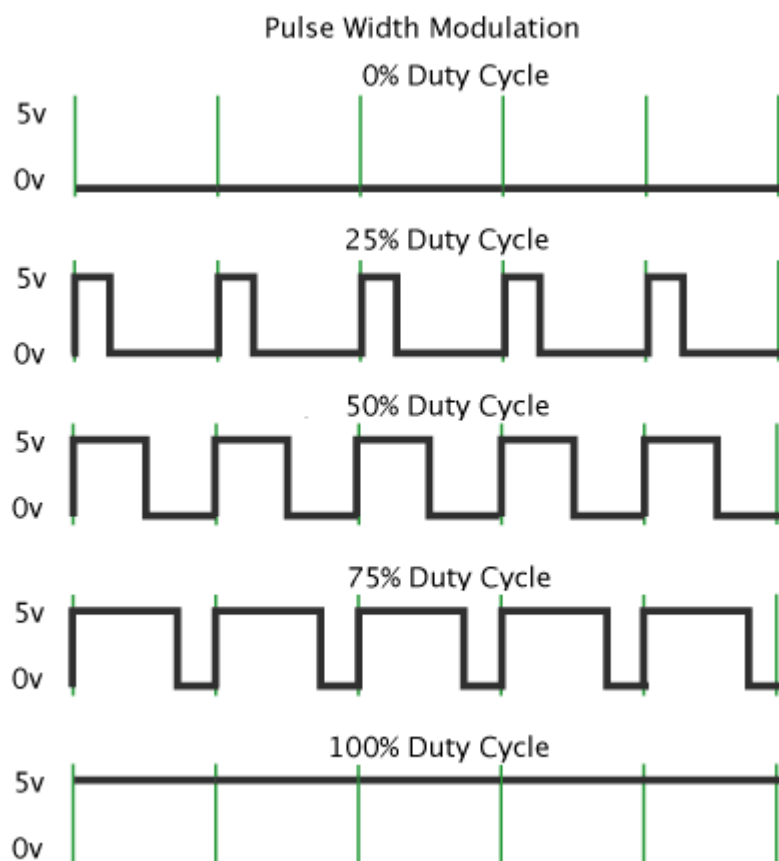 Pulse Width Modulation
0% Duty Cycle
5v
0v
25% Duty Cycle
5v
0v
50% Duty Cycle
5v
0v
75% Duty Cycle
5v
0v
100% Duty Cycle
5v
0v